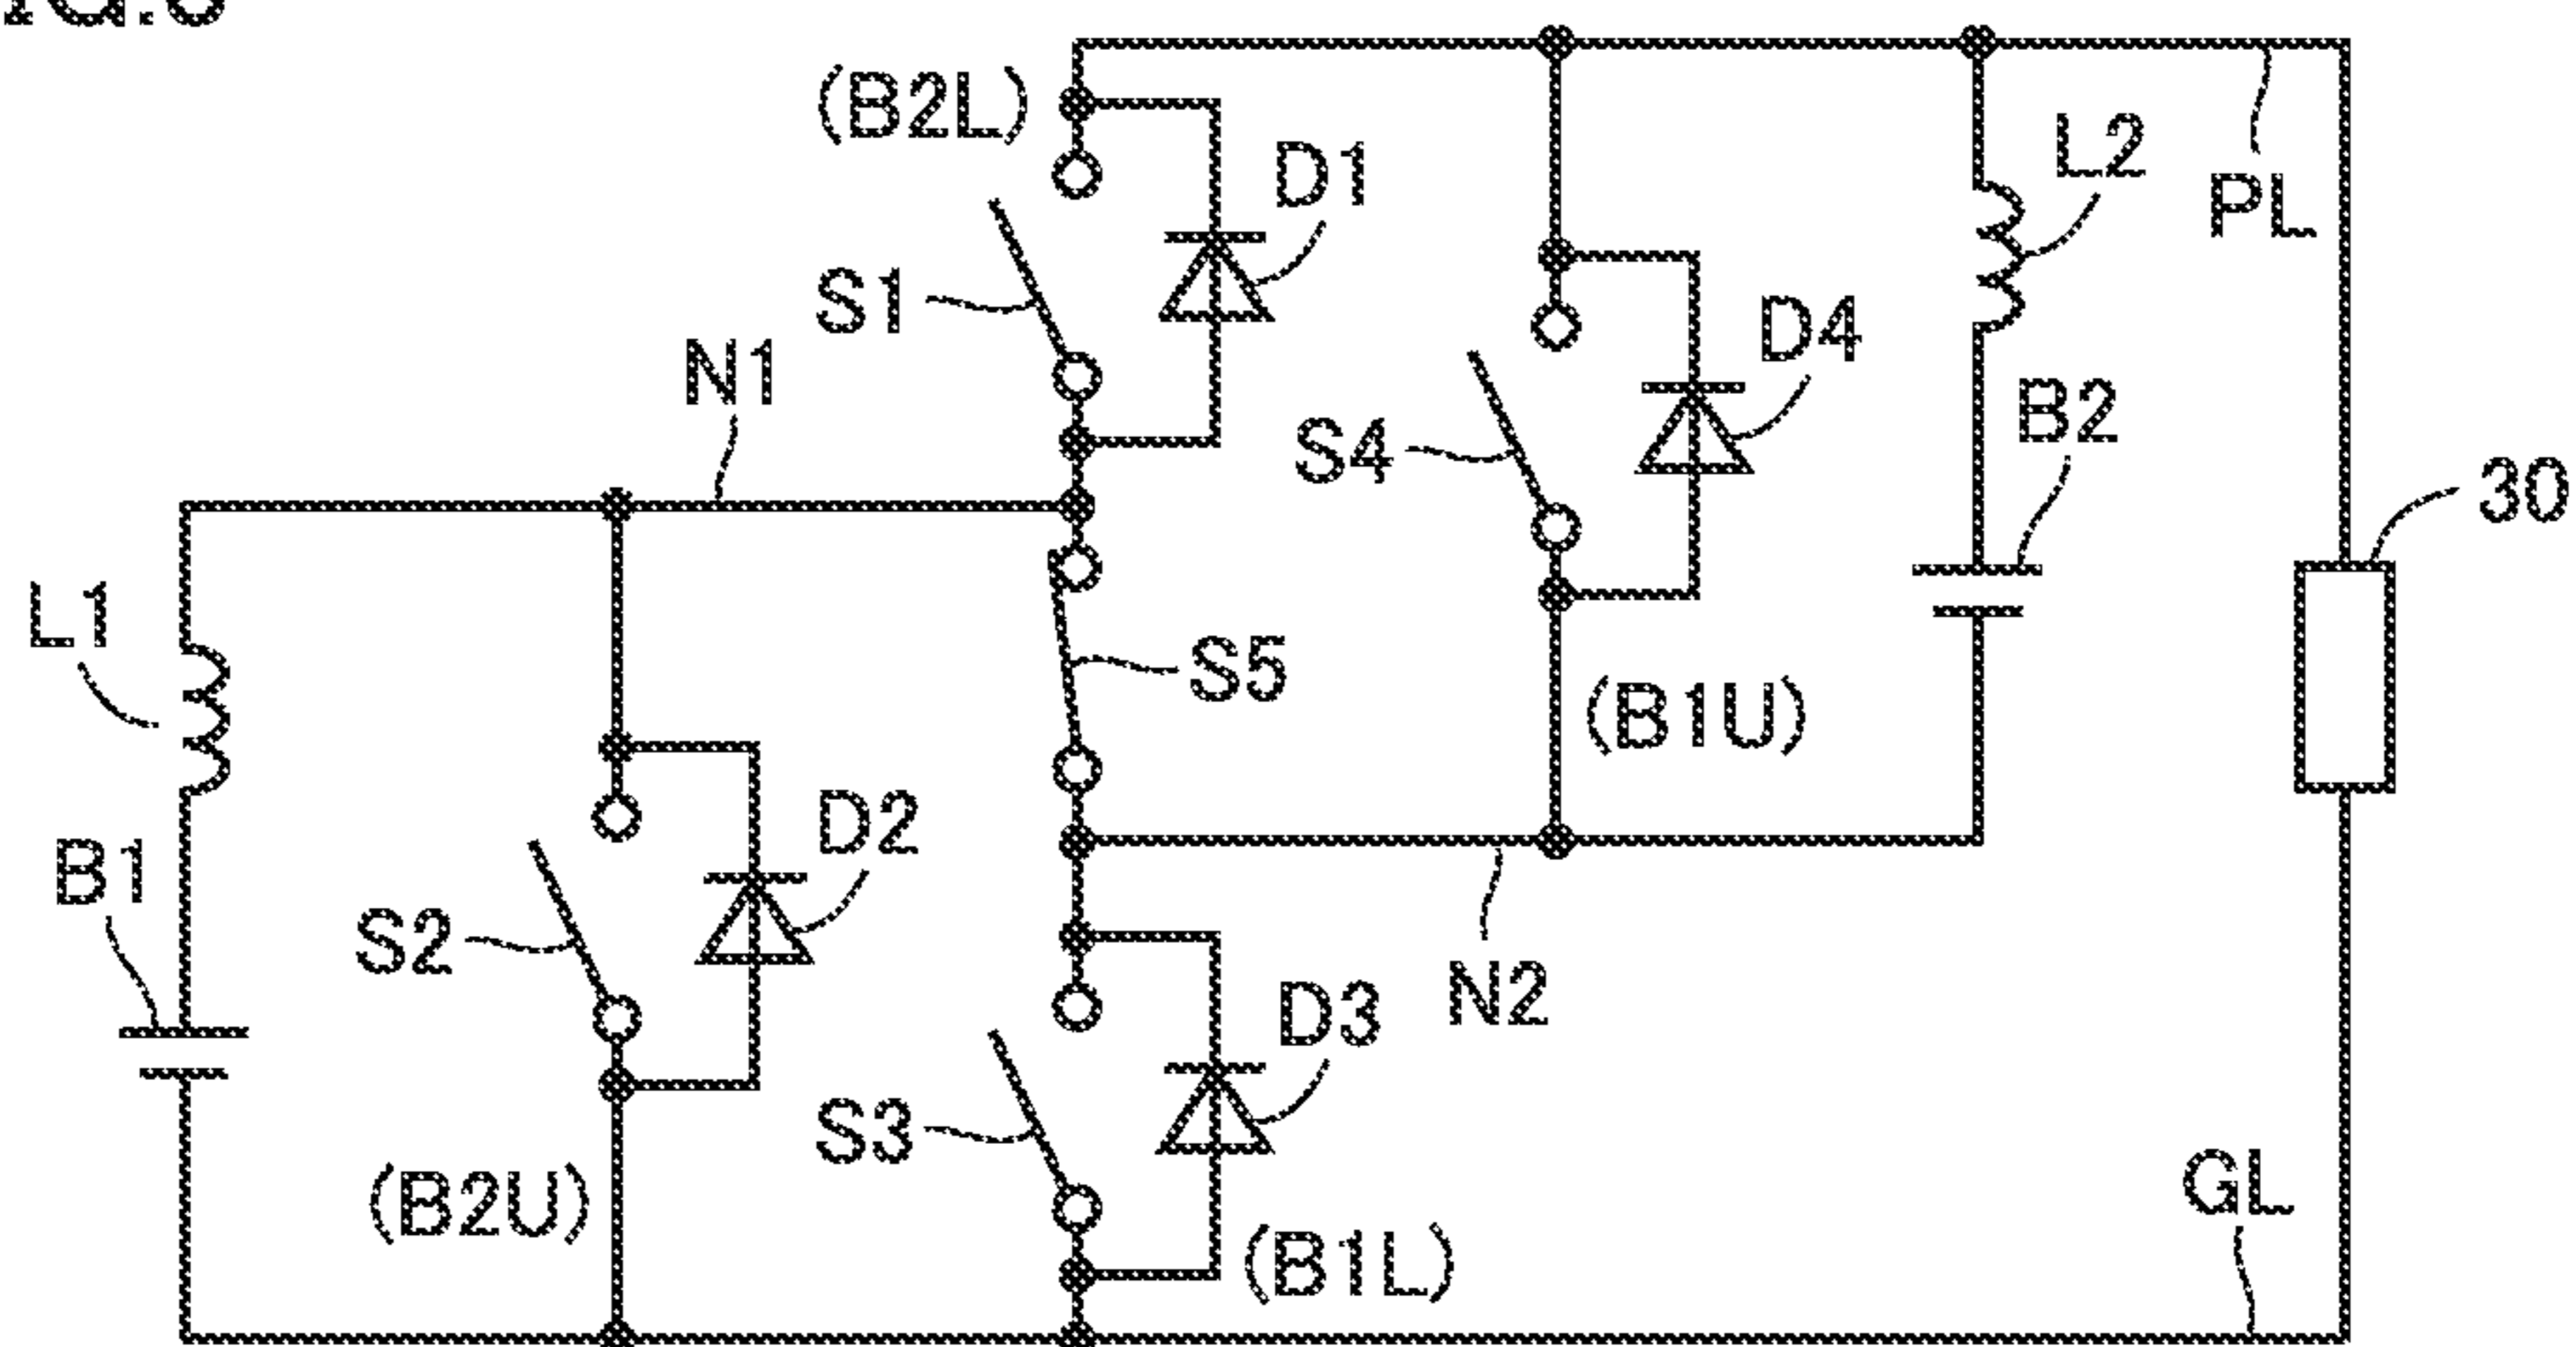 (B2L)
D1
L2
PL
S1
D4
N1
S4
B2
30
L1
S5
(B1U)
D2
B1
S2
N2
D3
S3
(B2U)
(B1L)
GL